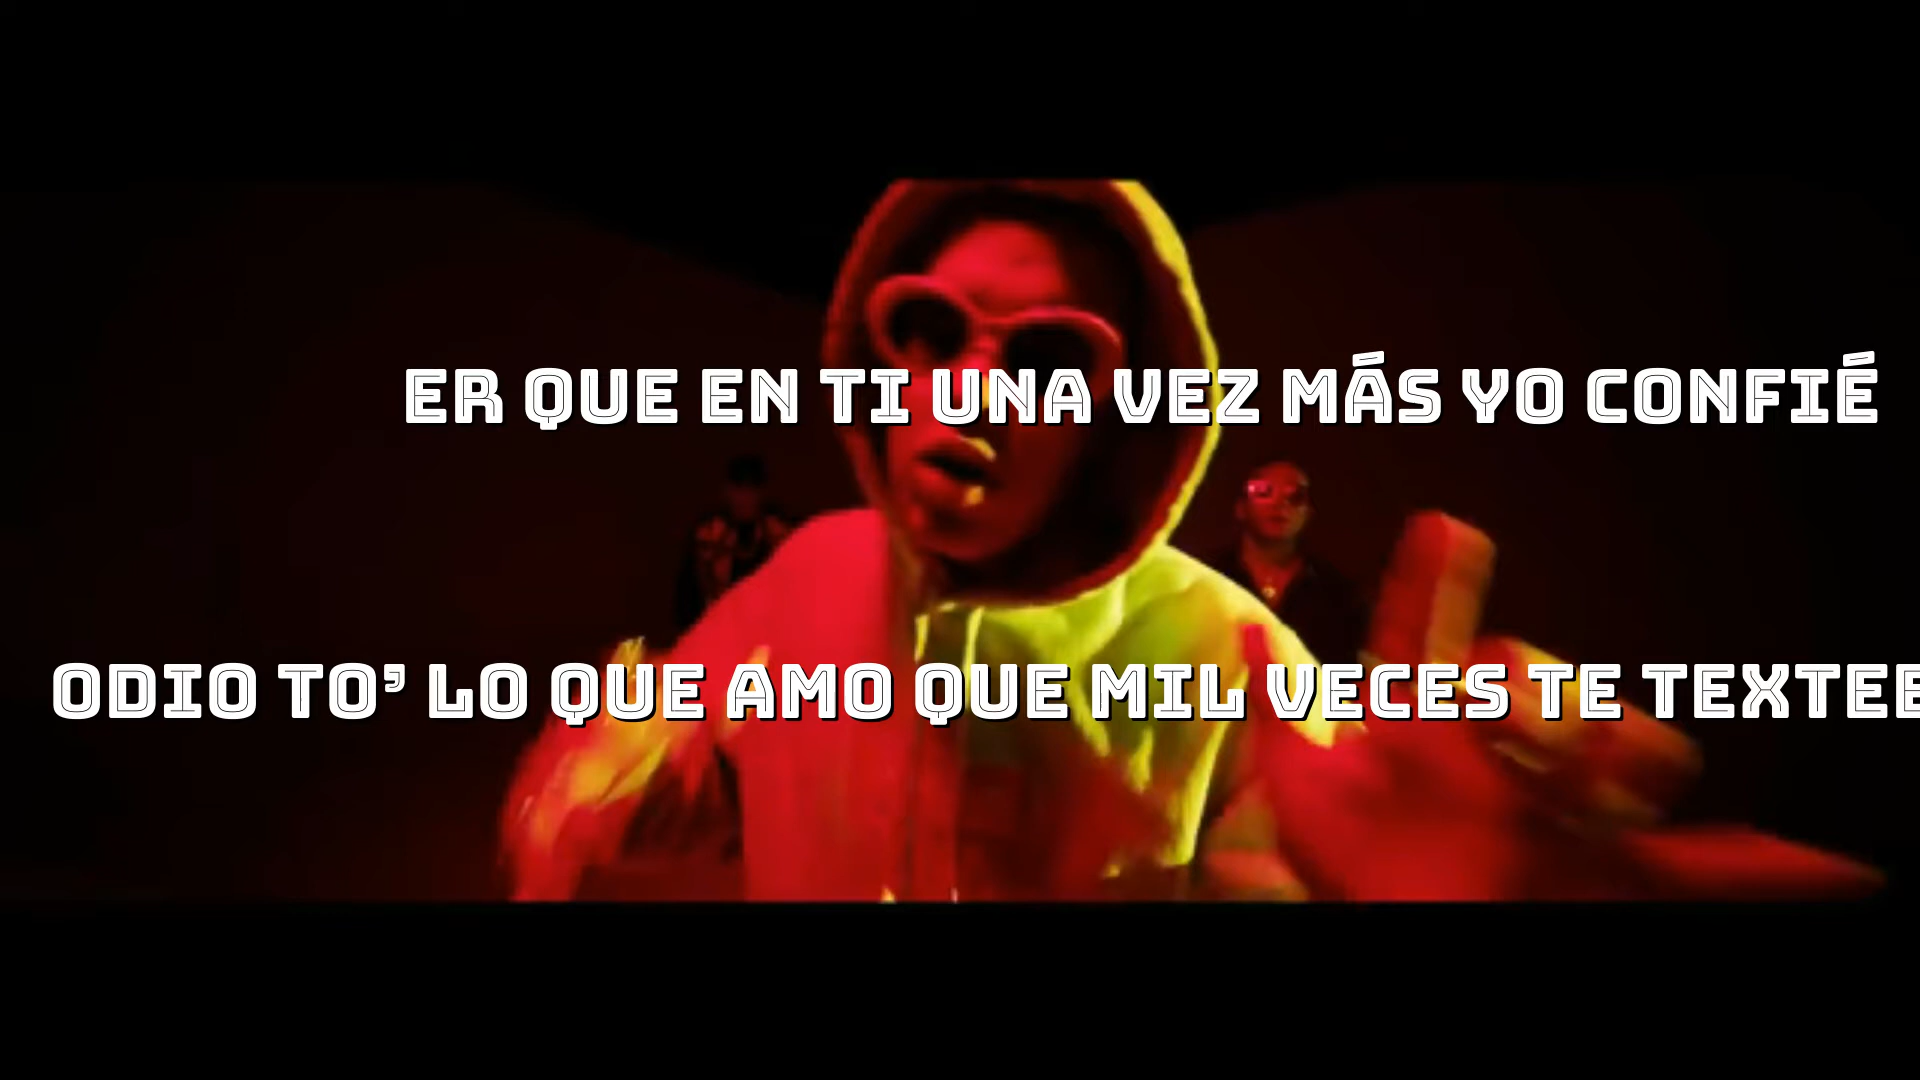 ER QUE EN TI UNA VEZ MÁS YO CONFIÉ
ODIO TO’ LO QUE AMO QUE MIL VECES TE TEXTEE